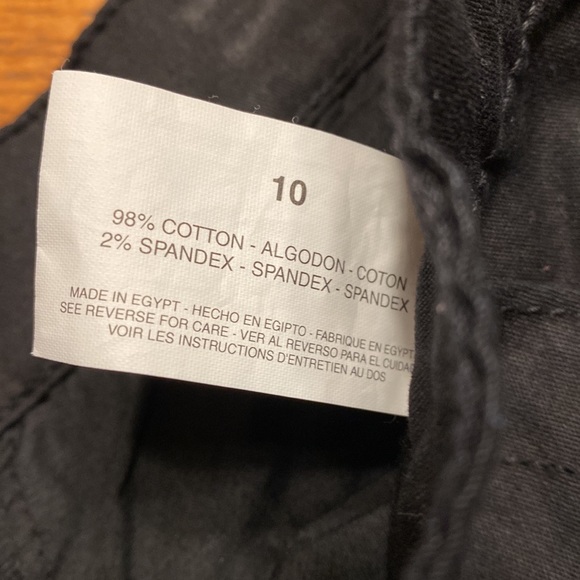 10
98% COTTON - ALGODON - COTON
2% SPANDEX - SPANDEX - SPANDEX
MADE IN EGYPT - HECHO EN EGIPTO - FABRIQUE EN EGYPT
SEE REVERSE FOR CARE - VER AL REVERSO PARA EL CUIDAD
VOIR LES INSTRUCTIONS D'ENTRETIEN AU DOS